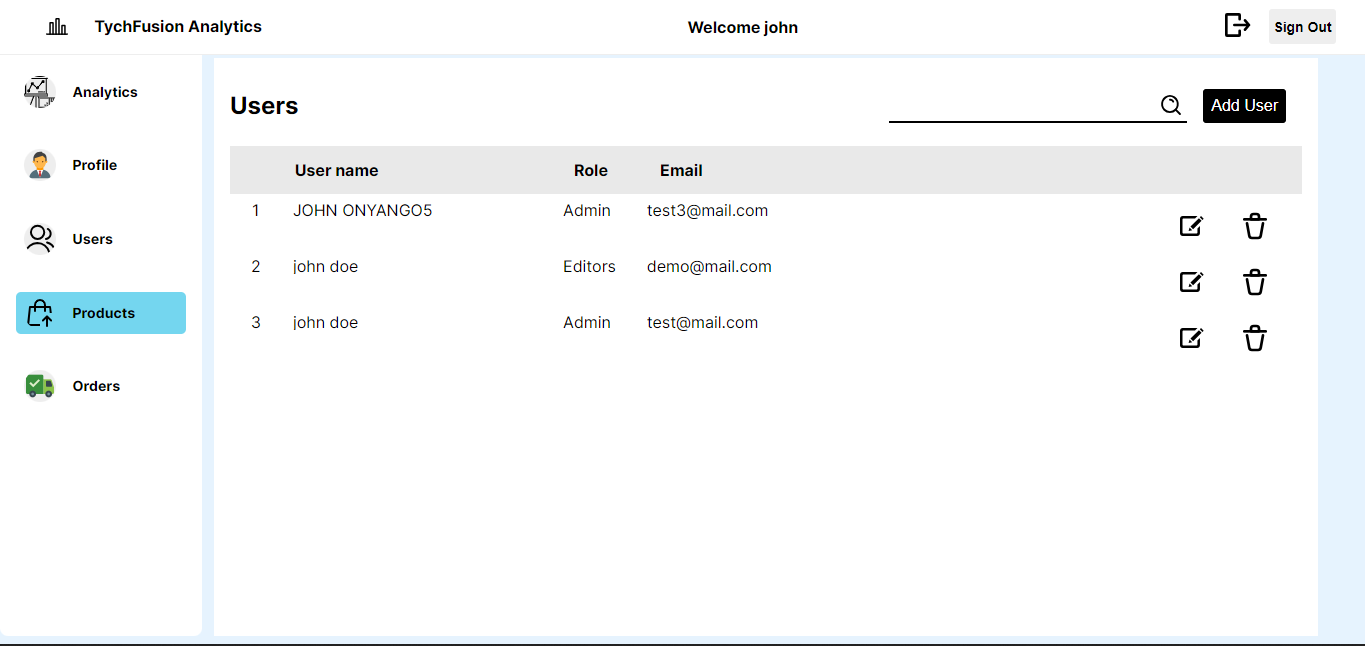 TychFusion Analytics
Welcome john
Sign Out
Analytics
Profile
Users
Products
Orders
Users
Add User
User name Role Email
1 JOHN ONYANGO5 Admin test3@mail.com
2 john doe Editors demo@mail.com
3 john doe Admin test@mail.com